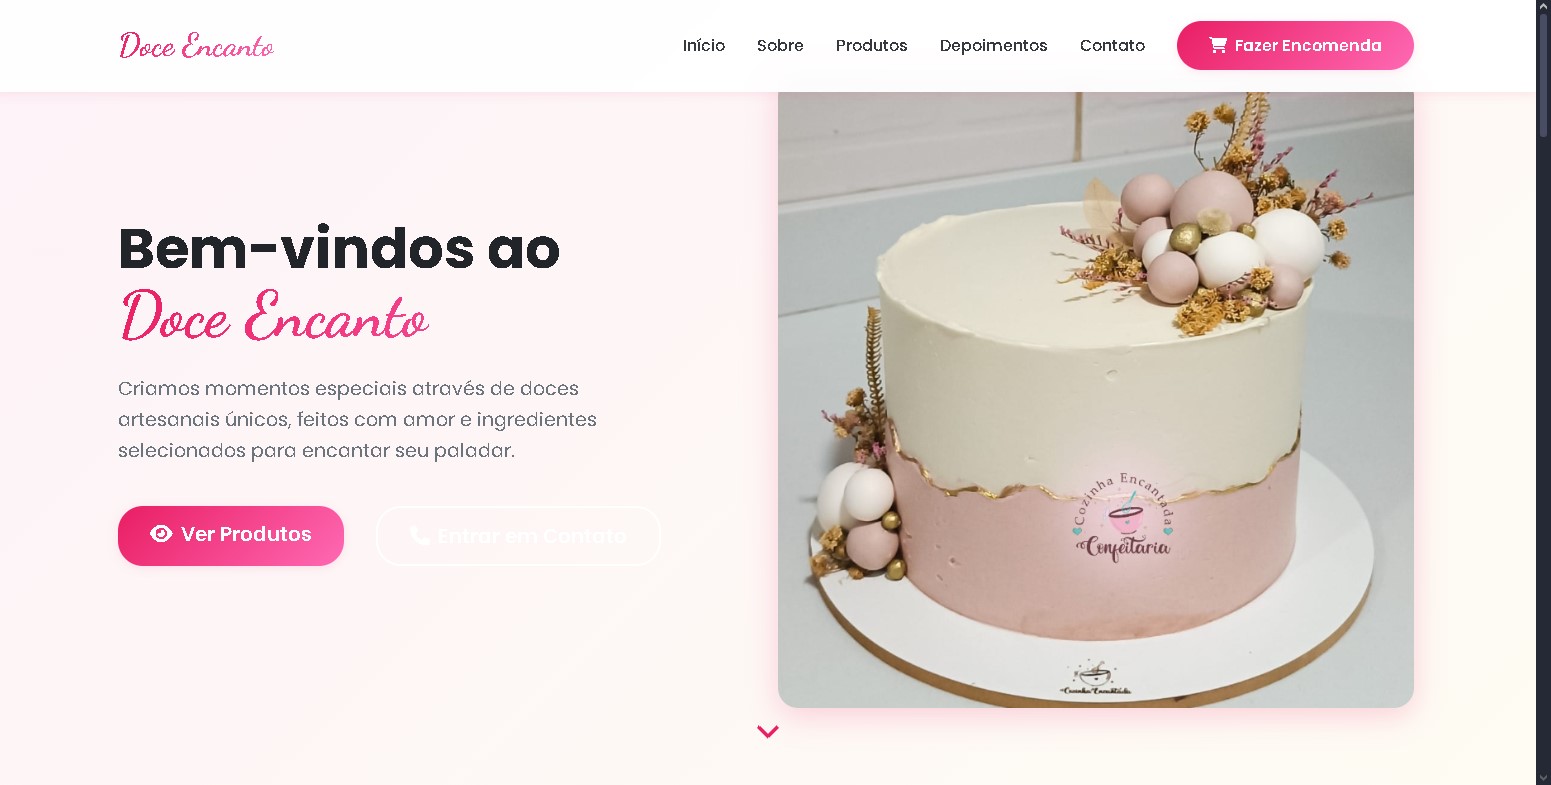 Doce Encanto
Início Sobre Produtos Depoimentos Contato Fazer Encomenda
Bem-vindos ao
Doce Encanto
Criamos momentos especiais através de doces
artesanais únicos, feitos com amor e ingredientes
selecionados para encantar seu paladar.
Ver Produtos Entrar em Contato
Cozinha Encantada
Confeitaria
Cozinha Encantada